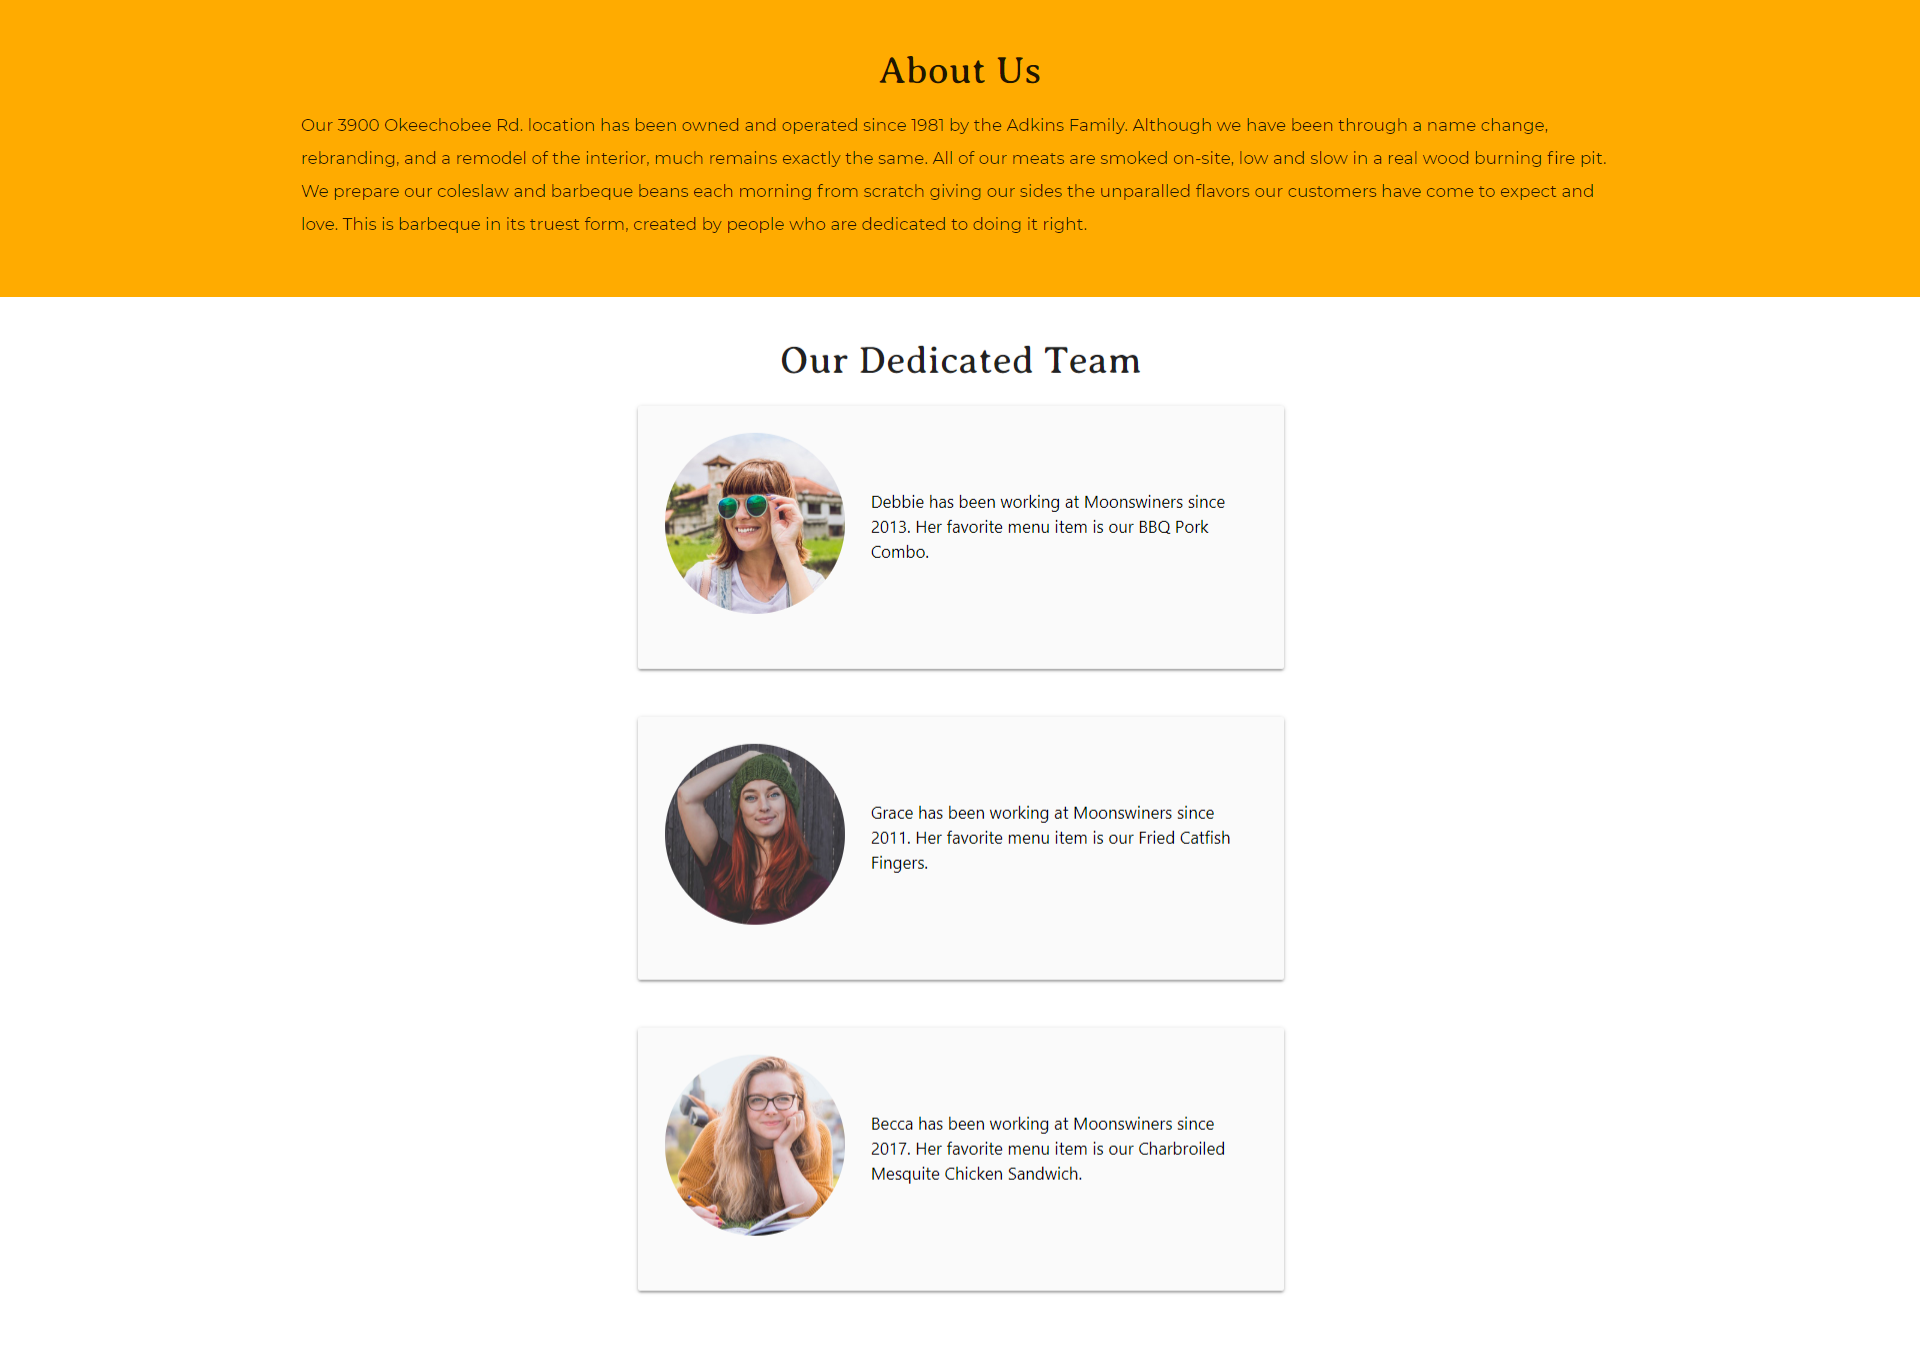 About Us
Our 3900 Okeechobee Rd. location has been owned and operated since 1981 by the Adkins Family. Although we have been through a name change,
rebranding, and a remodel of the interior, much remains exactly the same. All of our meats are smoked on-site, low and slow in a real wood burning fire pit.
We prepare our coleslaw and barbeque beans each morning from scratch giving our sides the unparalled flavors our customers have come to expect and
love. This is barbeque in its truest form, created by people who are dedicated to doing it right.
Our Dedicated Team
Debbie has been working at Moonswiners since
2013. Her favorite menu item is our BBQ Pork
Combo.
Grace has been working at Moonswiners since
2011. Her favorite menu item is our Fried Catfish
Fingers.
Becca has been working at Moonswiners since
2017. Her favorite menu item is our Charbroiled
Mesquite Chicken Sandwich.